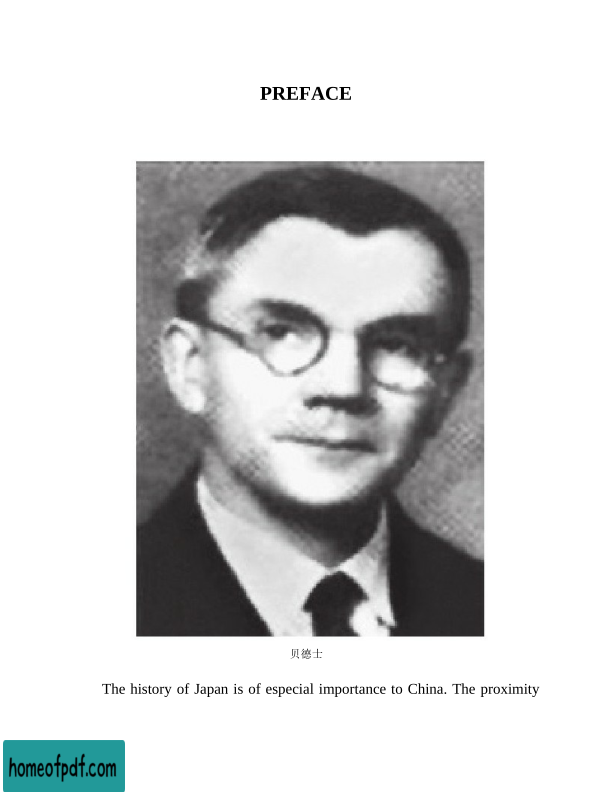 PREFACE
贝德士
The history of Japan is of especial importance to China. The proximity
homeofpdf.com